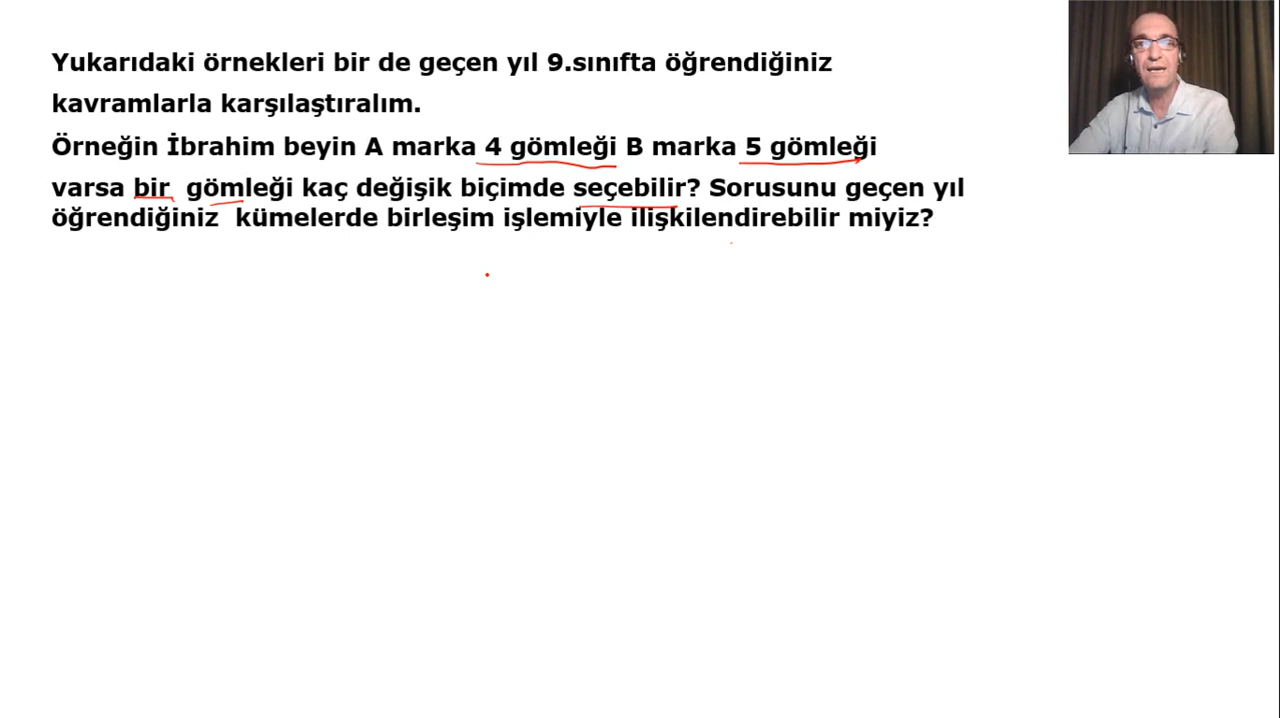 Yukarıdaki örnekleri bir de geçen yıl 9.sınıfta öğrendiğiniz
kavramlarla karşılaştıralım.
Örneğin İbrahim beyin A marka 4 gömleği B marka 5 gömleği
varsa bir gömleği kaç değişik biçimde seçebilir? Sorusunu geçen yıl
öğrendiğiniz kümelerde birleşim işlemiyle ilişkilendirebilir miyiz?